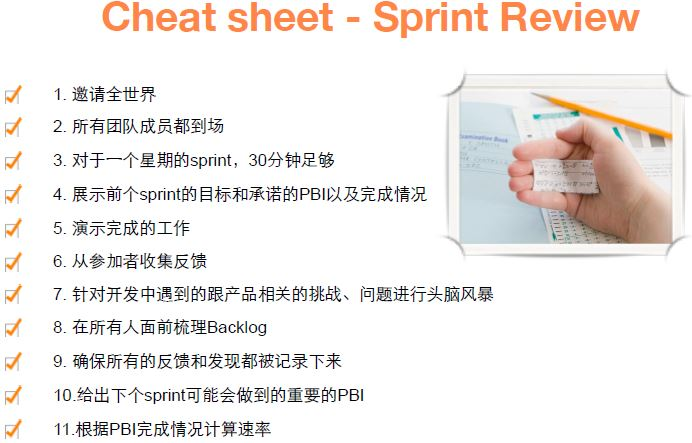 Cheat sheet - Sprint Review
1. 邀请全世界
2. 所有团队成员都到场
3. 对于一个星期的sprint，30分钟足够
4. 展示前个sprint的目标和承诺的PBI以及完成情况
5. 演示完成的工作
6. 从参加者收集反馈
7. 针对开发中遇到的跟产品相关的挑战、问题进行头脑风暴
8. 在所有人面前梳理Backlog
9. 确保所有的反馈和发现都被记录下来
10.给出下个sprint可能会做到的重要的PBI
11.根据PBI完成情况计算速率
Examination Book